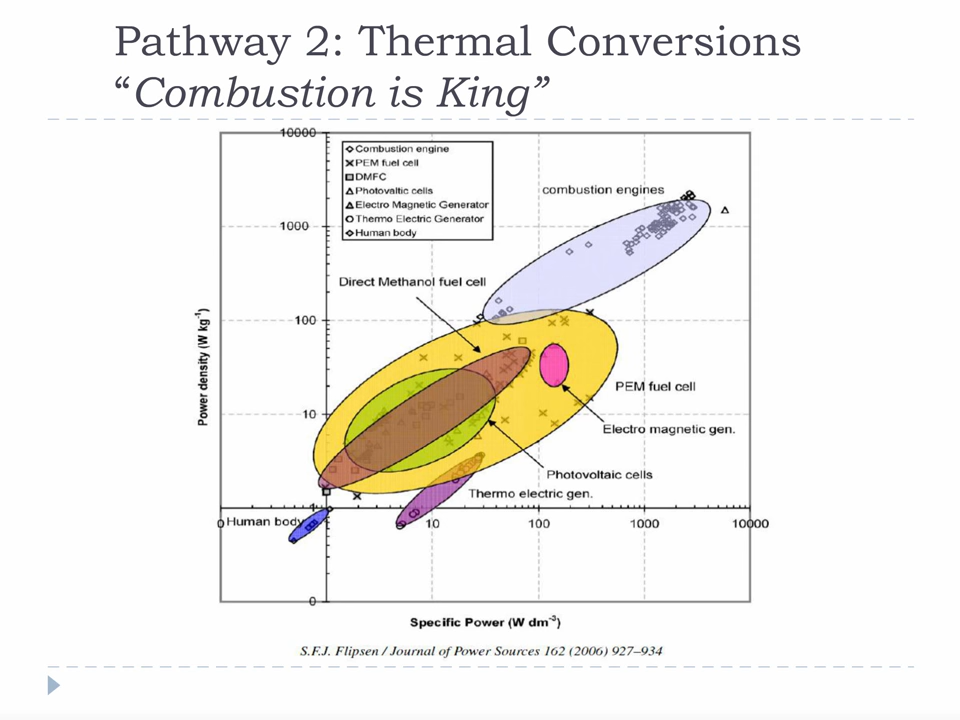 Pathway 2: Thermal Conversions
“Combustion is King”
10000
Combustion engine
PEM fuel cell
DMFC
Photovaltic cells
Electro Magnetic Generator
Thermo Electric Generator
Human body
combustion engines
1000
Direct Methanol fuel cell
100
Power density (W kg-1)
PEM fuel cell
10
Electro magnetic gen.
Photovoltaic cells
Thermo electric gen.
1
Human body
0
10
100
1000
10000
0
Specific Power (W dm-3)
S.F.J. Flipsen / Journal of Power Sources 162 (2006) 927–934